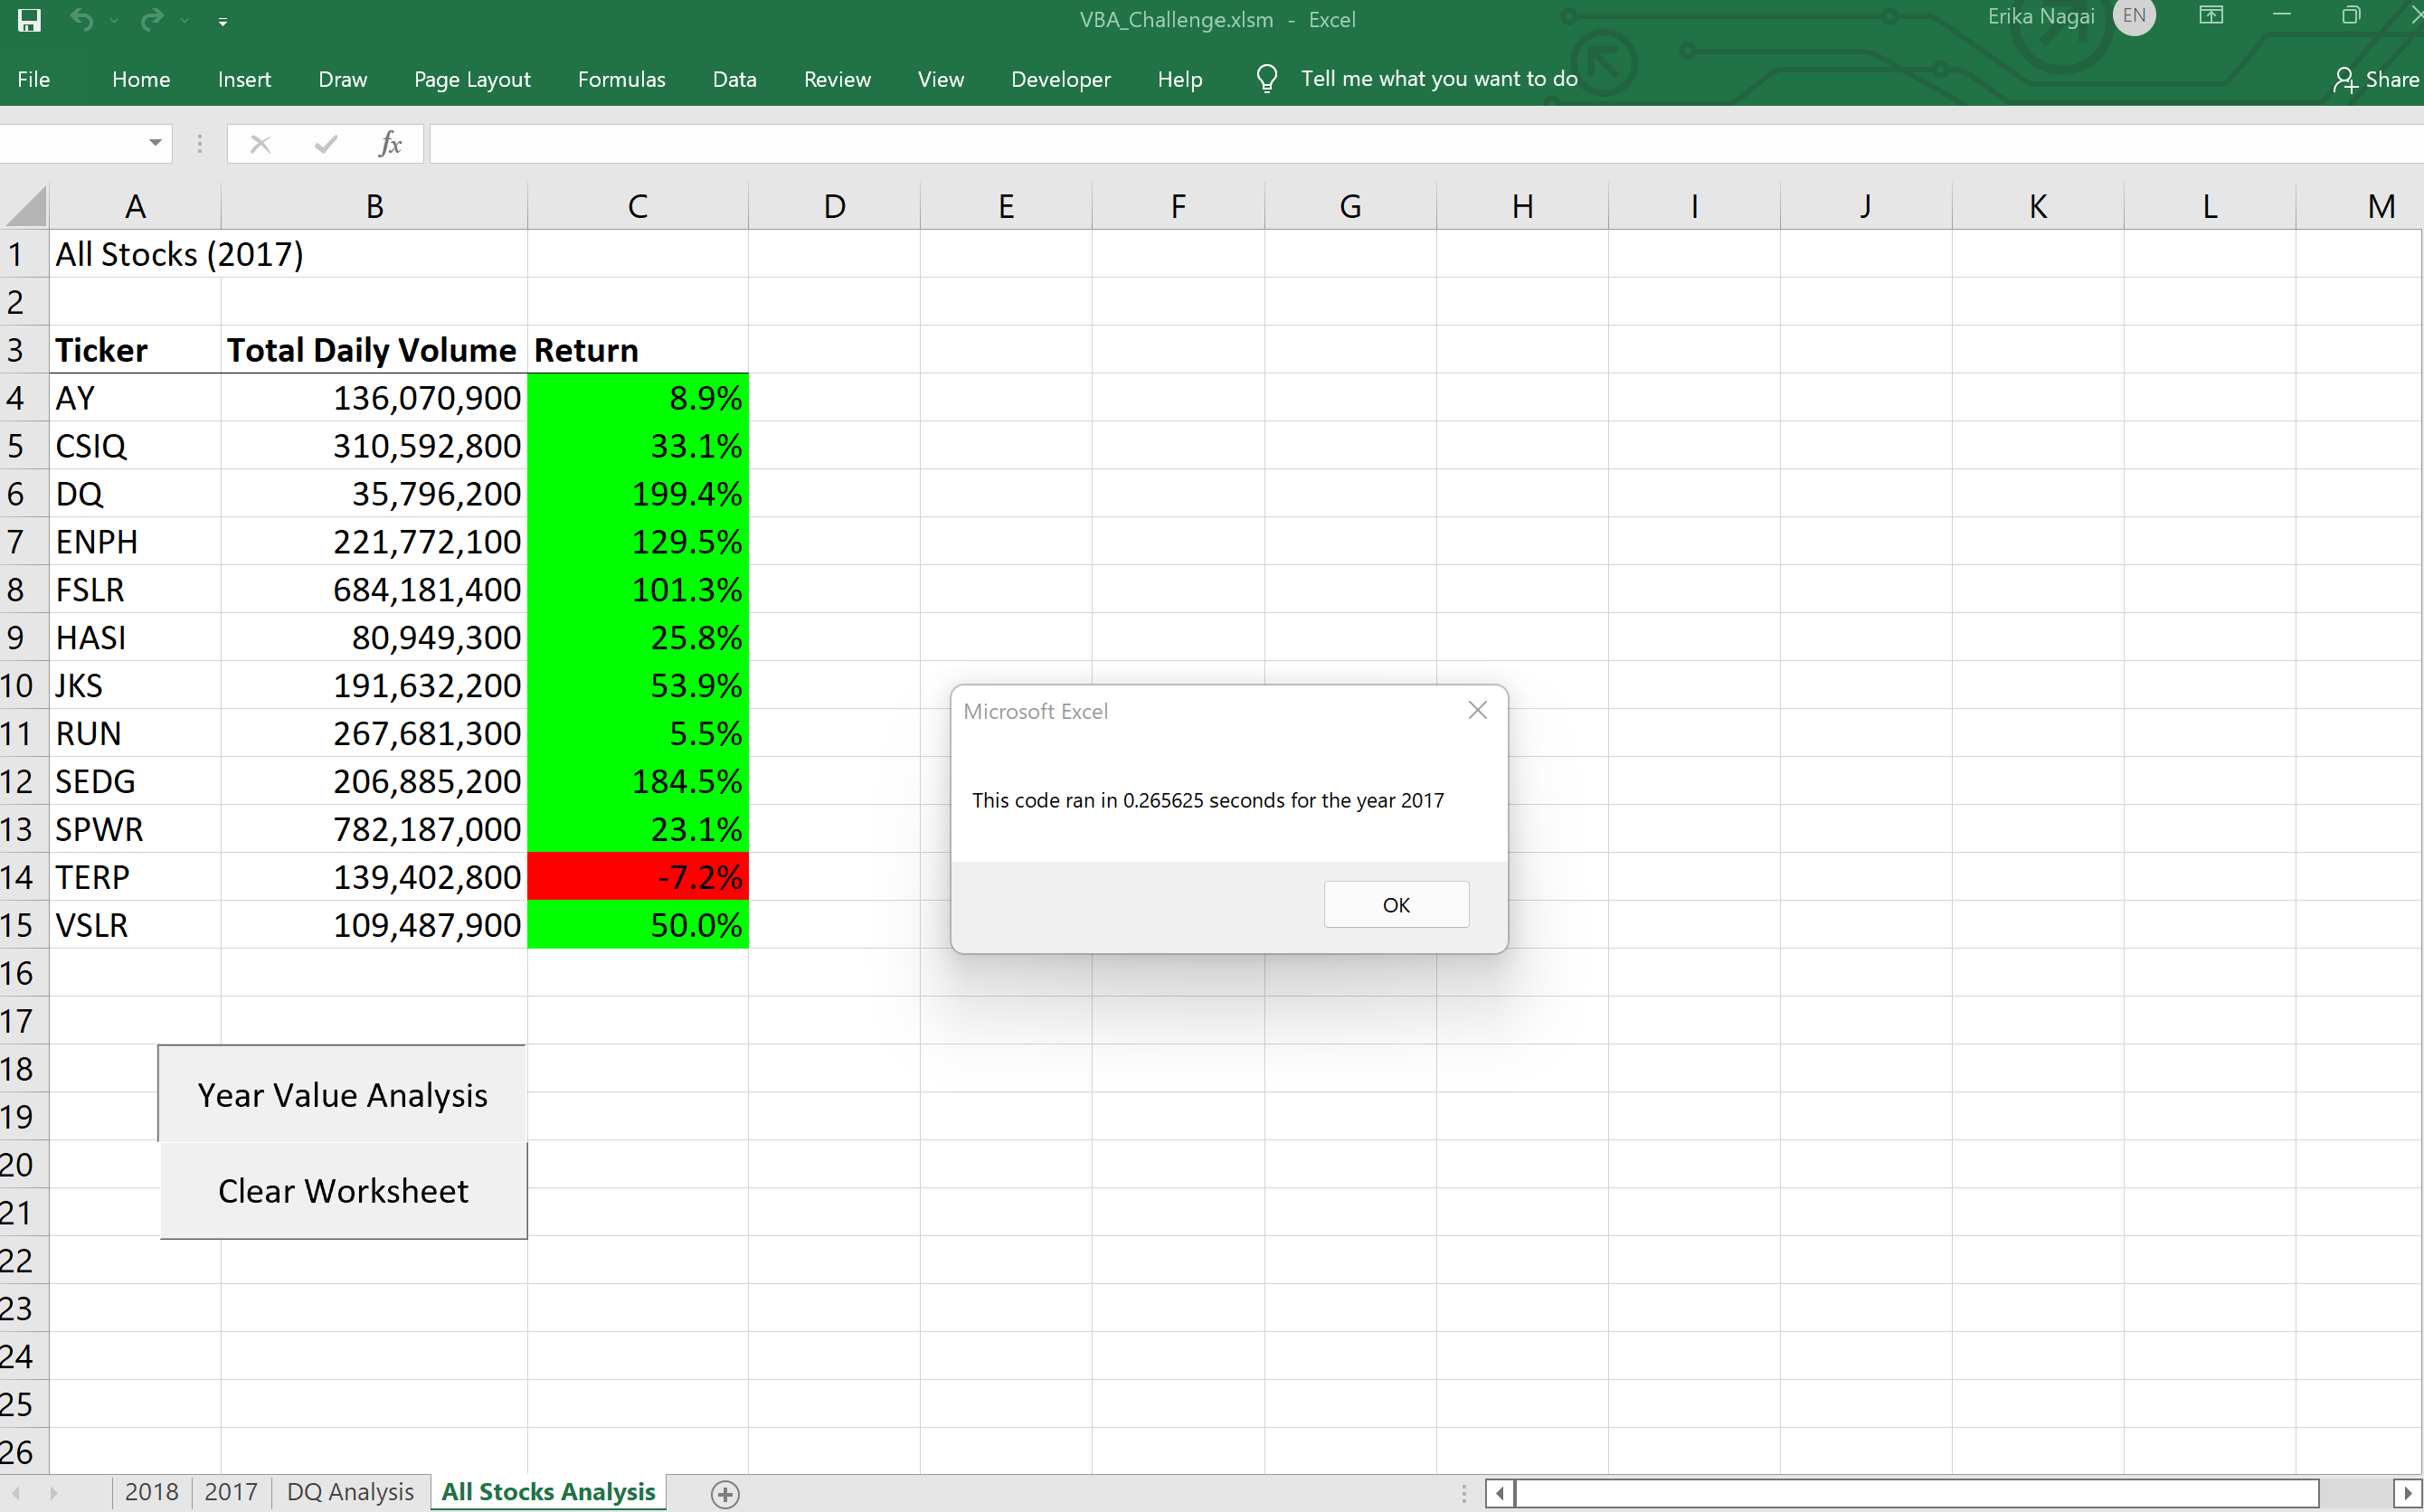 VBA_Challenge.xlsm - Excel
Erika Nagai EN
File Home Insert Draw Page Layout Formulas Data Review View Developer Help Tell me what you want to do Share
fx
A B C D E F G H I J K L M
1 All Stocks (2017)
2
3 Ticker Total Daily Volume Return
4 AY 136,070,900 8.9%
5 CSIQ 310,592,800 33.1%
6 DQ 35,796,200 199.4%
7 ENPH 221,772,100 129.5%
8 FSLR 684,181,400 101.3%
9 HASI 80,949,300 25.8%
10 JKS 191,632,200 53.9%
11 RUN 267,681,300 5.5%
12 SEDG 206,885,200 184.5%
13 SPWR 782,187,000 23.1%
14 TERP 139,402,800 -7.2%
15 VSLR 109,487,900 50.0%
16
17
18
19
20
21
22
23
24
25
26
Microsoft Excel
This code ran in 0.265625 seconds for the year 2017
OK
Year Value Analysis
Clear Worksheet
2018 2017 DQ Analysis All Stocks Analysis